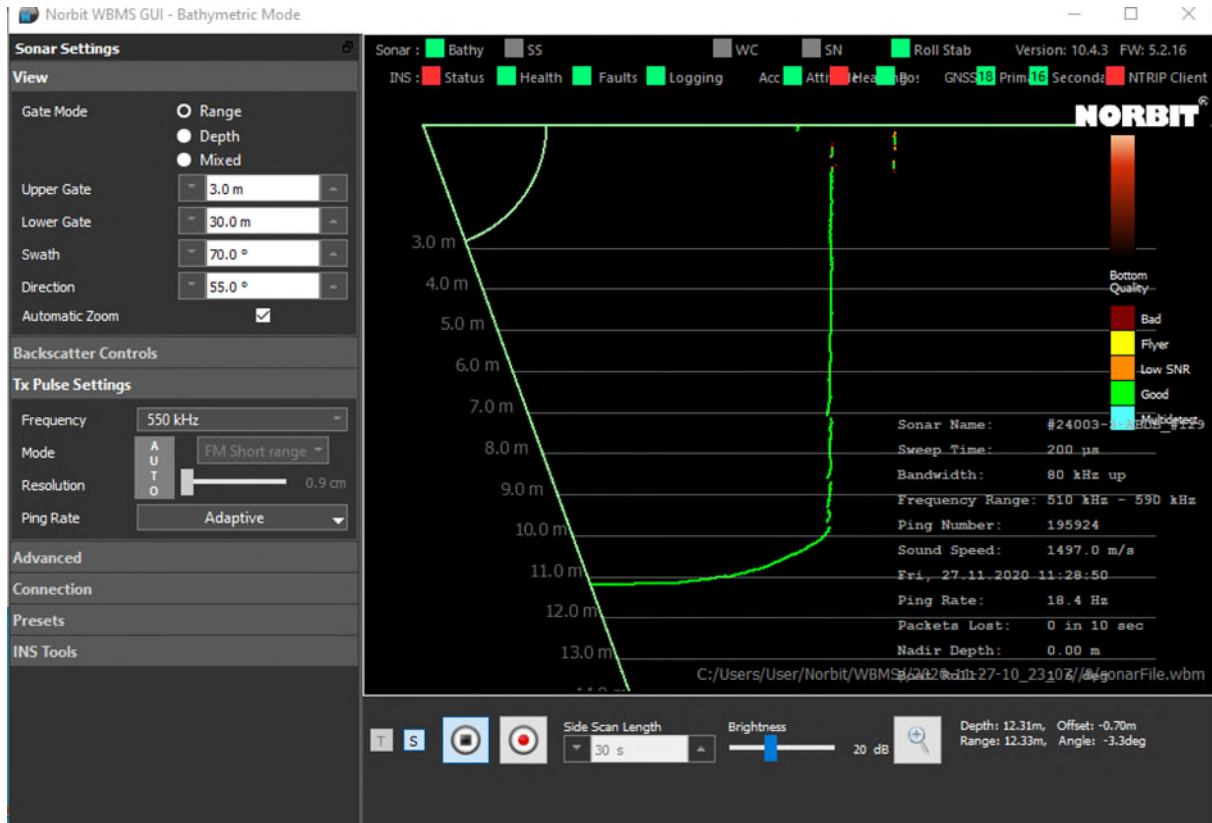 Norbit WBMS GUI - Bathymetric Mode
Sonar Settings
View
Gate Mode
Range
Depth
Mixed
Upper Gate 3.0 m
Lower Gate 30.0 m
Swath 70.0 °
Direction 55.0 °
Automatic Zoom
Backscatter Controls
Tx Pulse Settings
Frequency 550 kHz
Mode AUTO FM Short range
Resolution 0.9 cm
Ping Rate Adaptive
Advanced
Connection
Presets
INS Tools
Sonar : Bathy SS WC SN Roll Stab Version: 10.4.3 FW: 5.2.16
INS : Status Health Faults Logging Acc GNSS 18 16 NTRIP Client
NORBIT®
3.0 m
4.0 m
5.0 m
6.0 m
7.0 m
8.0 m
9.0 m
10.0 m
11.0 m
12.0 m
13.0 m
Bottom
Quality
Bad
Flyer
Low SNR
Good
Multidetect
Sonar Name:
Sweep Time: 200 µs
Bandwidth: 80 kHz up
Frequency Range: 510 kHz - 590 kHz
Ping Number: 195924
Sound Speed: 1497.0 m/s
Fri, 27.11.2020 11:28:50
Ping Rate: 18.4 Hz
Packets Lost: 0 in 10 sec
Nadir Depth: 0.00 m
T S
Side Scan Length
30 s
Brightness
20 dB
Depth: 12.31m, Offset: -0.70m
Range: 12.33m, Angle: -3.3deg